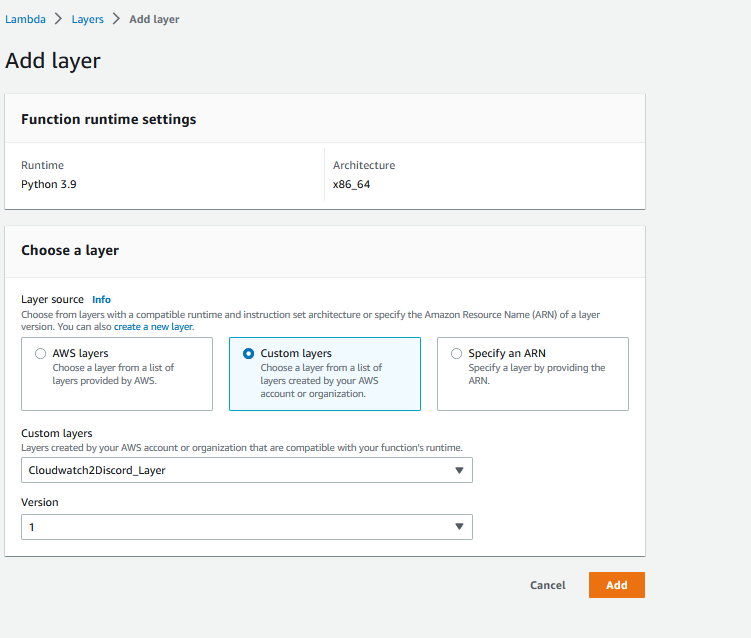 Lambda > Layers > Add layer
Add layer
Function runtime settings
Runtime
Python 3.9
Architecture
x86_64
Choose a layer
Layer source Info
Choose from layers with a compatible runtime and instruction set architecture or specify the Amazon Resource Name (ARN) of a layer
version. You can also create a new layer.
AWS layers
Choose a layer from a list of
layers provided by AWS.
Custom layers
Choose a layer from a list of
layers created by your AWS
account or organization.
Specify an ARN
Specify a layer by providing the
ARN.
Custom layers
Layers created by your AWS account or organization that are compatible with your function's runtime.
Cloudwatch2Discord_Layer
Version
1
Cancel
Add